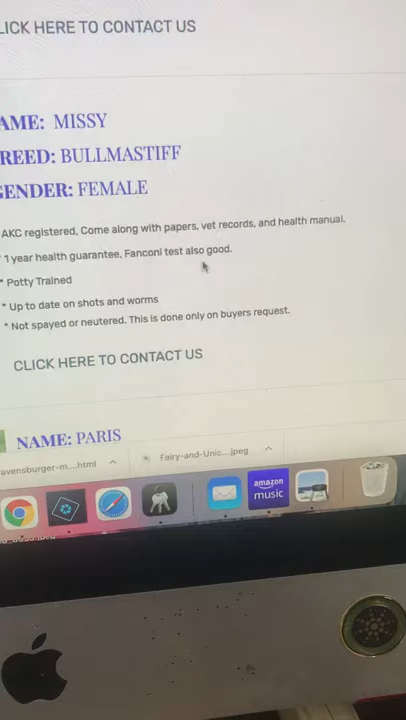 LICK HERE TO CONTACT US
AME: MISSY
REED: BULLMASTIFF
GENDER: FEMALE
AKC registered, Come along with papers, vet records, and health manual.
* 1 year health guarantee, Fanconi test also good.
* Potty Trained
* Up to date on shots and worms
* Not spayed or neutered. This is done only on buyers request.
CLICK HERE TO CONTACT US
NAME: PARIS
avensburger-m....html
Fairy-and-Unic....jpeg
amazon
music